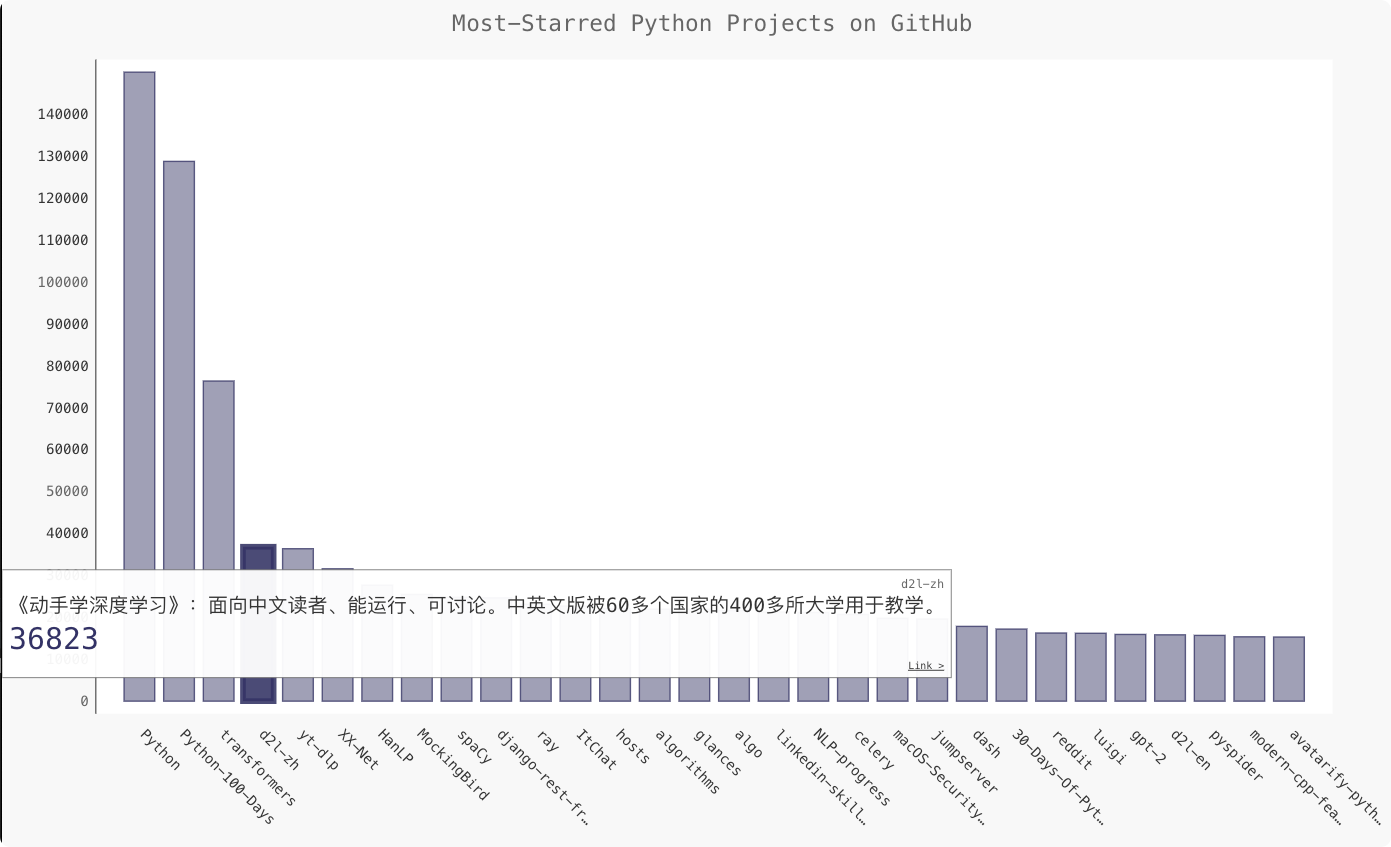 Most-Starred Python Projects on GitHub
140000
130000
120000
110000
100000
90000
80000
70000
60000
50000
40000
30000
10000
0
d2l-zh
《动手学深度学习》：面向中文读者、能运行、可讨论。中英文版被60多个国家的400多所大学用于教学。
36823
Link >
Python
Python-100-Days
transformers
d2l-zh
yt-dlp
XX-Net
HanLP
MockingBird
spaCy
django-rest-fr…
ray
ItChat
hosts
algorithms
glances
algo
linkedin-skill…
NLP-progress
celery
macOS-Security…
jumpserver
dash
30-Days-Of-Pyt…
reddit
luigi
gpt-2
d2l-en
pyspider
modern-cpp-fea…
avatarify-pyth…